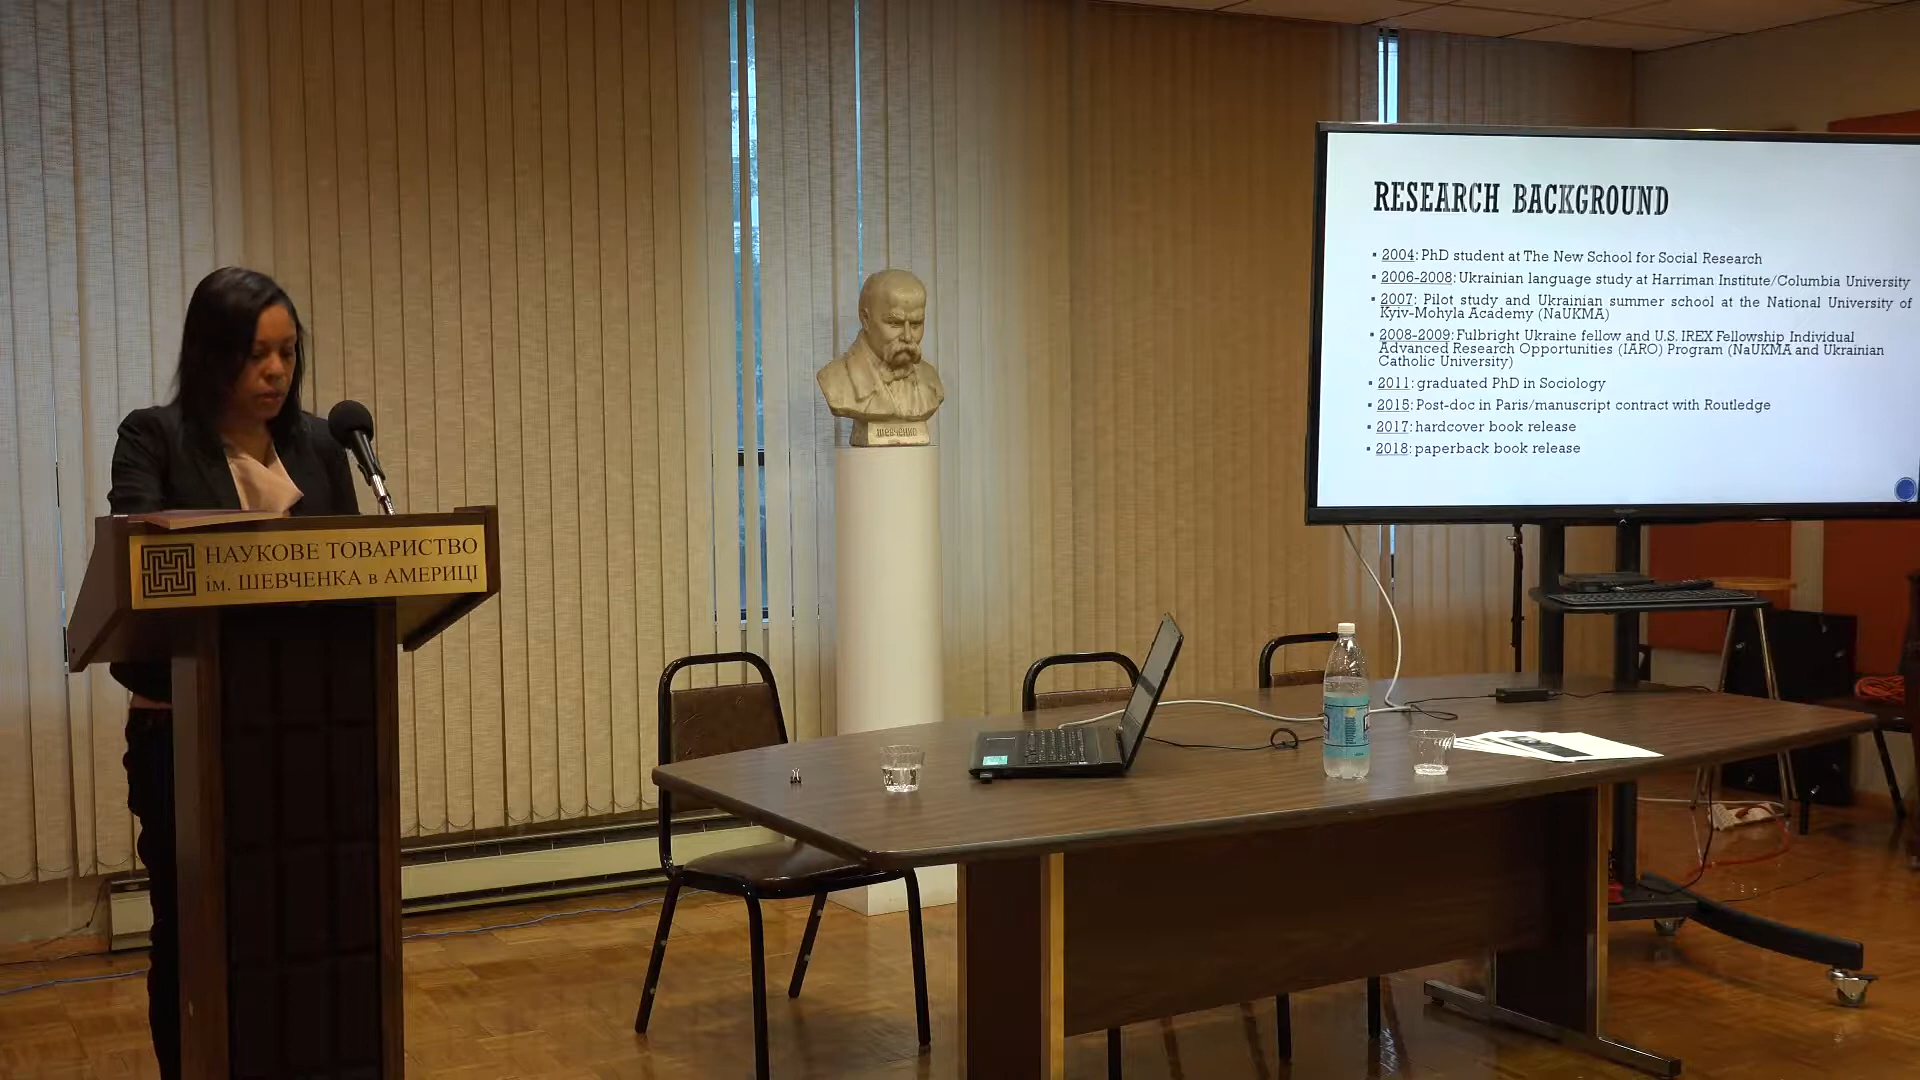 RESEARCH BACKGROUND
▪ 2004: PhD student at The New School for Social Research
▪ 2006-2008: Ukrainian language study at Harriman Institute/Columbia University
▪ 2007: Pilot study and Ukrainian summer school at the National University of
Kyiv-Mohyla Academy (NaUKMA)
▪ 2008-2009: Fulbright Ukraine fellow and U.S. IREX Fellowship Individual
Advanced Research Opportunities (IARO) Program (NaUKMA and Ukrainian
Catholic University)
▪ 2011: graduated PhD in Sociology
▪ 2015: Post-doc in Paris/manuscript contract with Routledge
▪ 2017: hardcover book release
▪ 2018: paperback book release
ШЕВЧЕНКО
НАУКОВЕ ТОВАРИСТВО
ім. ШЕВЧЕНКА в АМЕРИЦІ